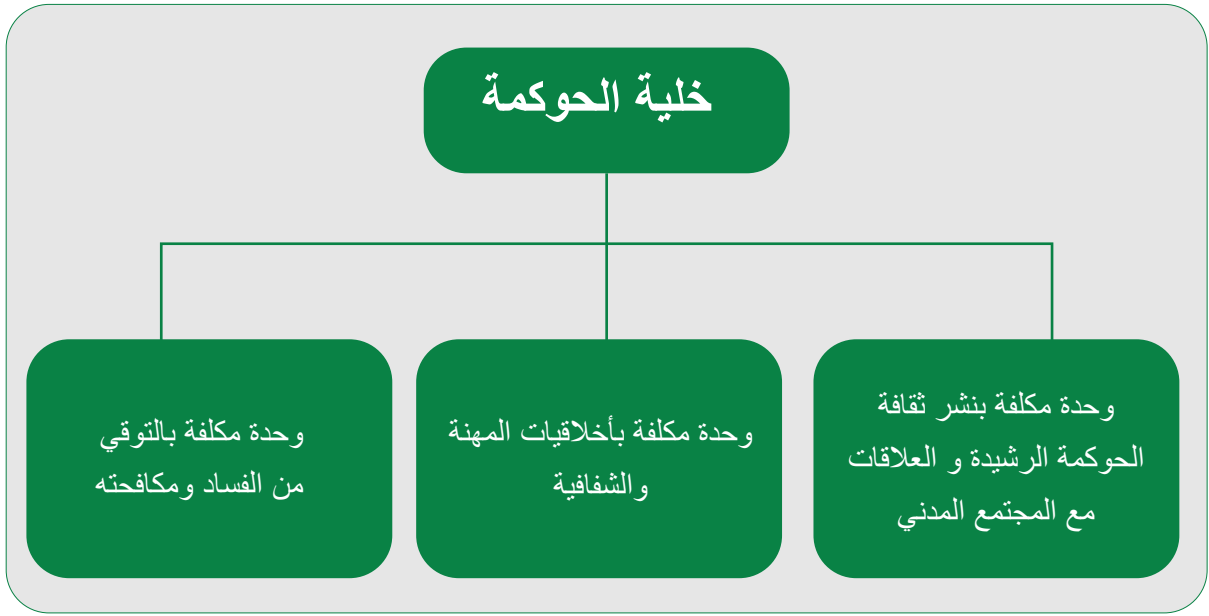 خلية الحوكمة
وحدة مكلفة بنشر ثقافة
الحوكمة الرشيدة و العلاقات
مع المجتمع المدني
وحدة مكلفة بأخلاقيات المهنة
والشفافية
وحدة مكلفة بالتوقي
من الفساد ومكافحته